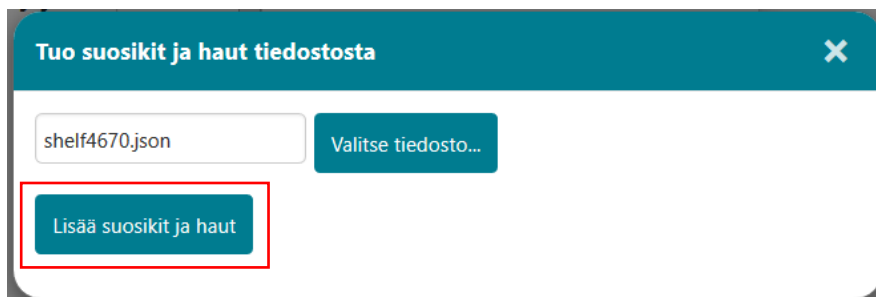 Tuo suosikit ja haut tiedostosta
shelf4670.json
Valitse tiedosto...
Lisää suosikit ja haut